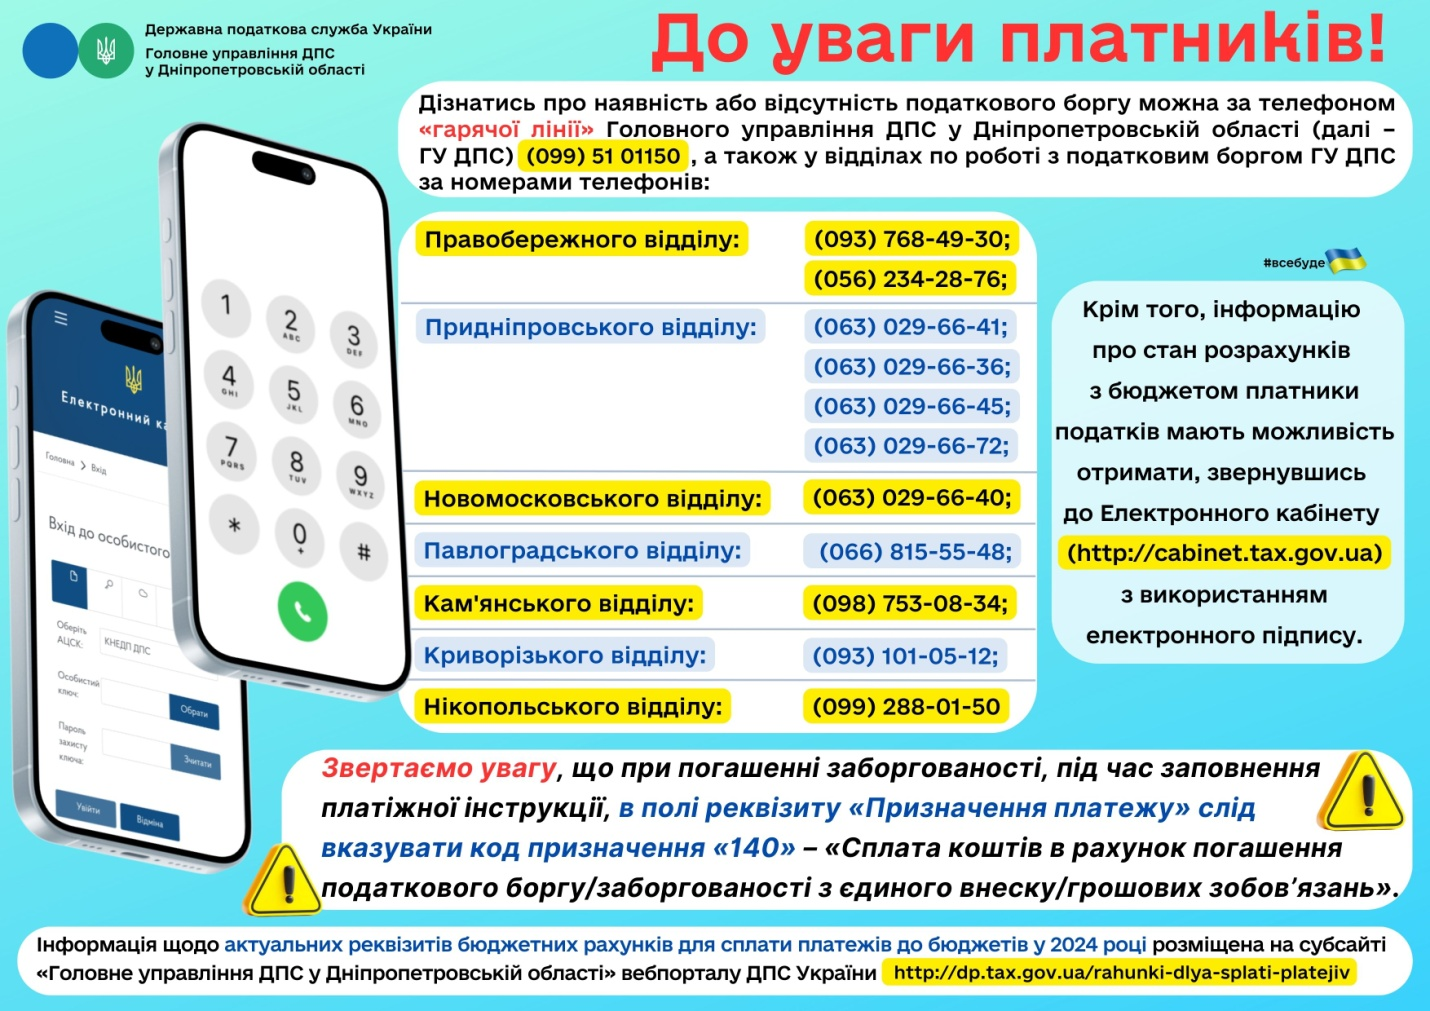 Державна податкова служба України
Головне управління ДПС
у Дніпропетровській області
До уваги платників!
Дізнатись про наявність або відсутність податкового боргу можна за телефоном
«гарячої лінії» Головного управління ДПС у Дніпропетровській області (далі –
ГУ ДПС) (099) 51 01150 , а також у відділах по роботі з податковим боргом ГУ ДПС
за номерами телефонів:
Правобережного відділу: (093) 768-49-30;
(056) 234-28-76;
Придніпровського відділу: (063) 029-66-41;
(063) 029-66-36;
(063) 029-66-45;
(063) 029-66-72;
Новомосковського відділу: (063) 029-66-40;
Павлоградського відділу: (066) 815-55-48;
Кам'янського відділу: (098) 753-08-34;
Криворізького відділу: (093) 101-05-12;
Нікопольського відділу: (099) 288-01-50
#всебуде
Крім того, інформацію
про стан розрахунків
з бюджетом платники
податків мають можливість
отримати, звернувшись
до Електронного кабінету
(http://cabinet.tax.gov.ua)
з використанням
електронного підпису.
1
2 ABC
3 DEF
4 GHI
5 JKL
6 MNO
7 PQRS
8 TUV
9 WXYZ
*
0 +
#
Електронний ка
Головна > Вхід
Вхід до особистого
Оберіть
АЦСК:
КНЕДП ДПС
Особистий
ключ:
Обрати
Пароль
захисту
ключа:
Зчитати
Увійти
Відміна
Звертаємо увагу, що при погашенні заборгованості, під час заповнення
платіжної інструкції, в полі реквізиту «Призначення платежу» слід
вказувати код призначення «140» – «Сплата коштів в рахунок погашення
податкового боргу/заборгованості з єдиного внеску/грошових зобов’язань».
Інформація щодо актуальних реквізитів бюджетних рахунків для сплати платежів до бюджетів у 2024 році розміщена на субсайті
«Головне управління ДПС у Дніпропетровській області» вебпорталу ДПС України http://dp.tax.gov.ua/rahunki-dlya-splati-platejiv